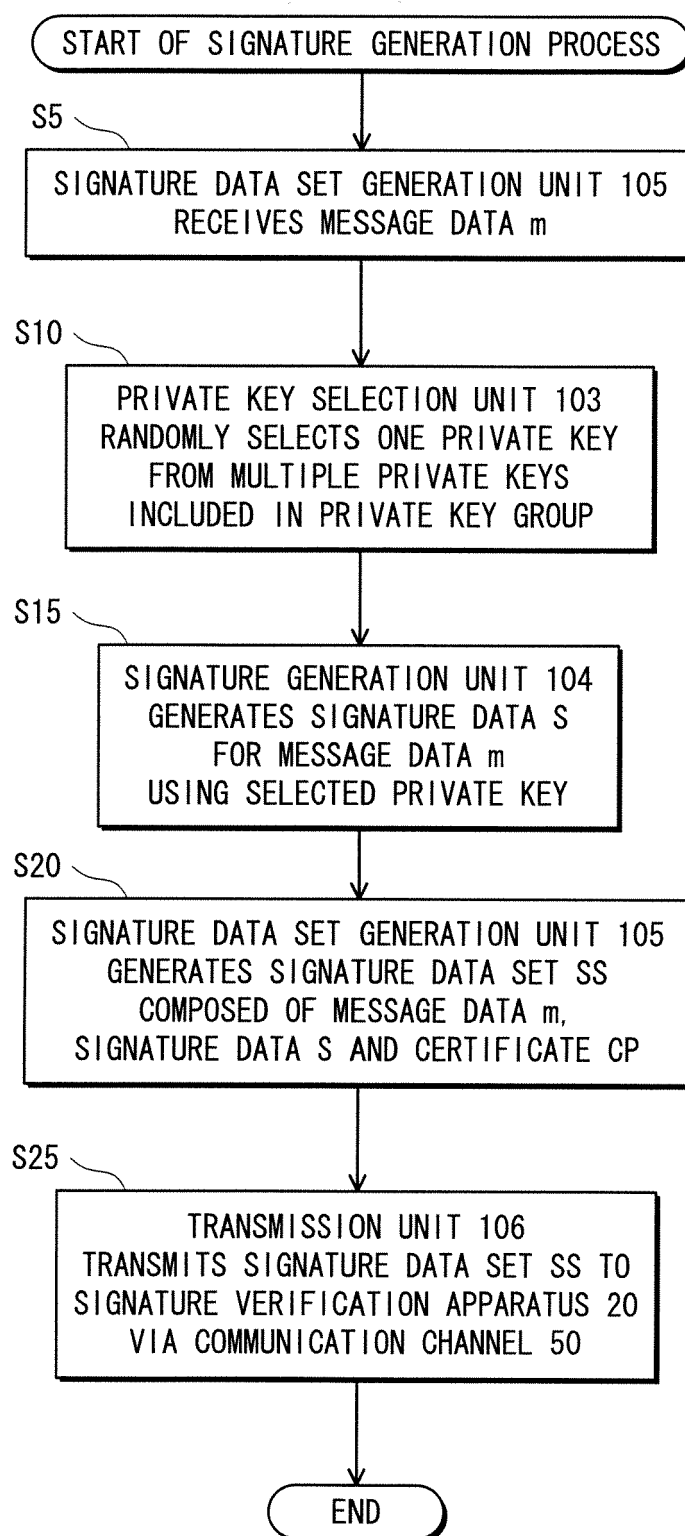 START OF SIGNATURE GENERATION PROCESS
S5
SIGNATURE DATA SET GENERATION UNIT 105
RECEIVES MESSAGE DATA m
S10
PRIVATE KEY SELECTION UNIT 103
RANDOMLY SELECTS ONE PRIVATE KEY
FROM MULTIPLE PRIVATE KEYS
INCLUDED IN PRIVATE KEY GROUP
S15
SIGNATURE GENERATION UNIT 104
GENERATES SIGNATURE DATA S
FOR MESSAGE DATA m
USING SELECTED PRIVATE KEY
S20
SIGNATURE DATA SET GENERATION UNIT 105
GENERATES SIGNATURE DATA SET SS
COMPOSED OF MESSAGE DATA m,
SIGNATURE DATA S AND CERTIFICATE CP
S25
TRANSMISSION UNIT 106
TRANSMITS SIGNATURE DATA SET SS TO
SIGNATURE VERIFICATION APPARATUS 20
VIA COMMUNICATION CHANNEL 50
END